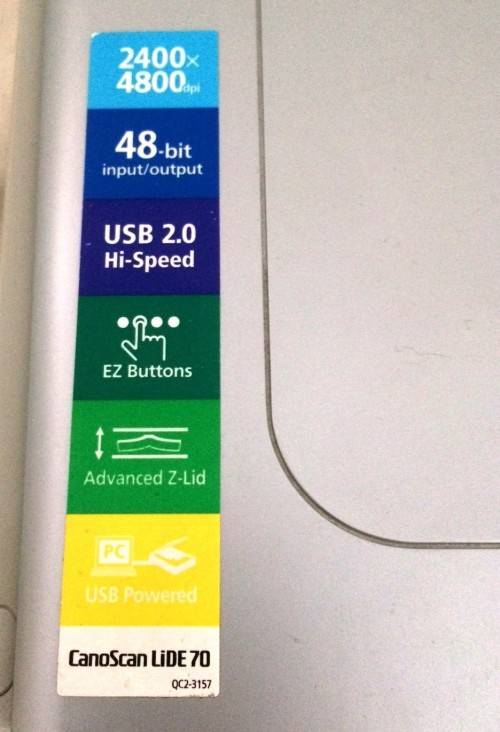 2400×
4800dpi
48-bit
input/output
USB 2.0
Hi-Speed
EZ Buttons
Advanced Z-Lid
PC
USB Powered
CanoScan LiDE 70
QC2-3157